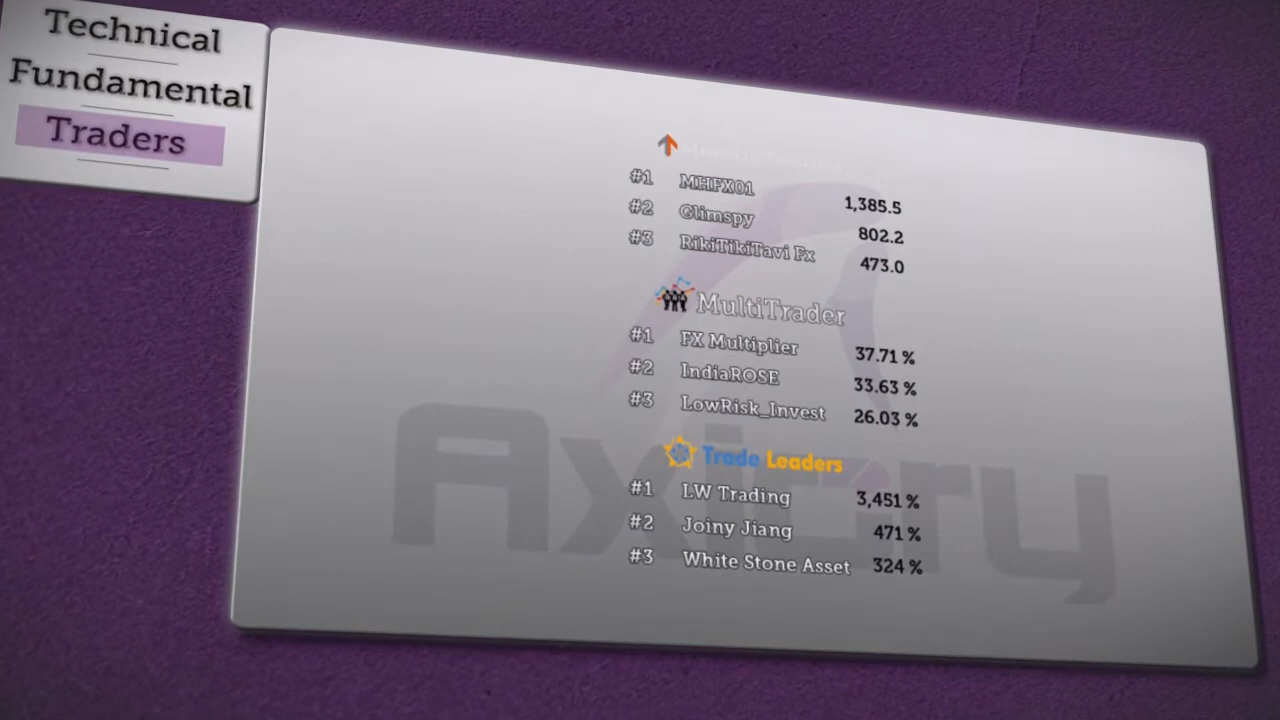 Technical
Fundamental
Traders
#1 MHFX01 1,385.5
#2 Glimspy 802.2
#3 RikiTikiTavi Fx 473.0
MultiTrader
#1 FX Multiplier 37.71 %
#2 IndiaROSE 33.63 %
#3 LowRisk_Invest 26.03 %
Trade Leaders
#1 LW Trading 3,451 %
#2 Joiny Jiang 471 %
#3 White Stone Asset 324 %
Axiory